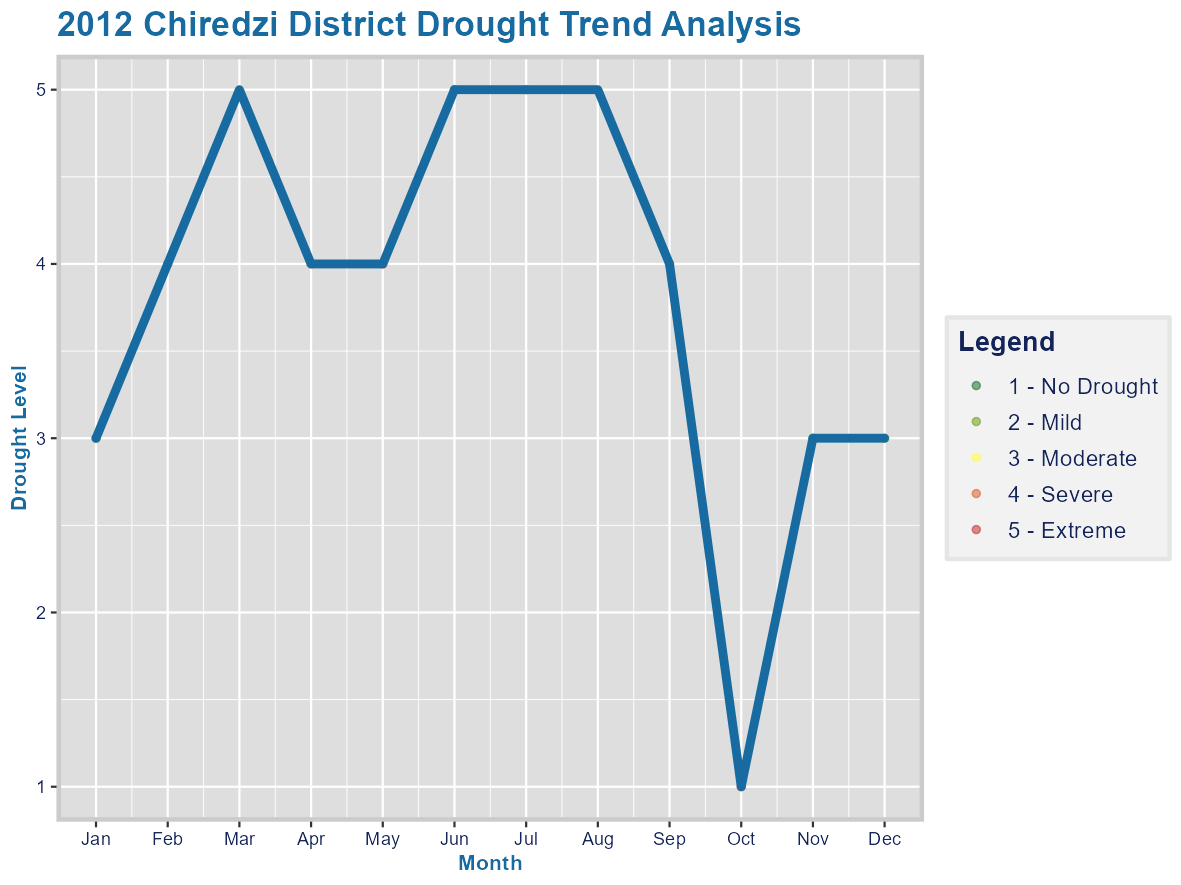 2012 Chiredzi District Drought Trend Analysis
5
4
3
2
1
Drought Level
Jan Feb Mar Apr May Jun Jul Aug Sep Oct Nov Dec
Month
Legend
1 - No Drought
2 - Mild
3 - Moderate
4 - Severe
5 - Extreme